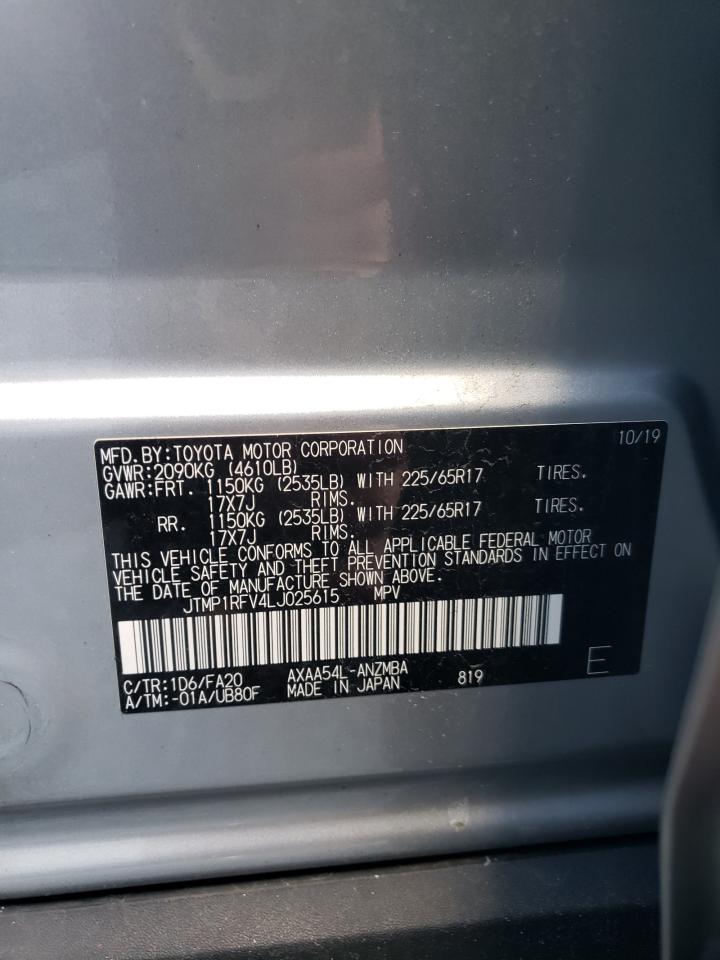 MFD.BY:TOYOTA MOTOR CORPORATION 10/19
GVWR:2090KG (4610LB)
GAWR:FRT. 1150KG (2535LB) WITH 225/65R17 TIRES.
17X7J RIMS.
RR. 1150KG (2535LB) WITH 225/65R17 TIRES.
17X7J RIMS.
THIS VEHICLE CONFORMS TO ALL APPLICABLE FEDERAL MOTOR
VEHICLE SAFETY AND THEFT PREVENTION STANDARDS IN EFFECT ON
THE DATE OF MANUFACTURE SHOWN ABOVE.
JTMP1RFV4LJ025615 MPV
C/TR:1D6/FA20 AXAA54L-ANZMBA 819 E
A/TM:-01A/UB80F MADE IN JAPAN